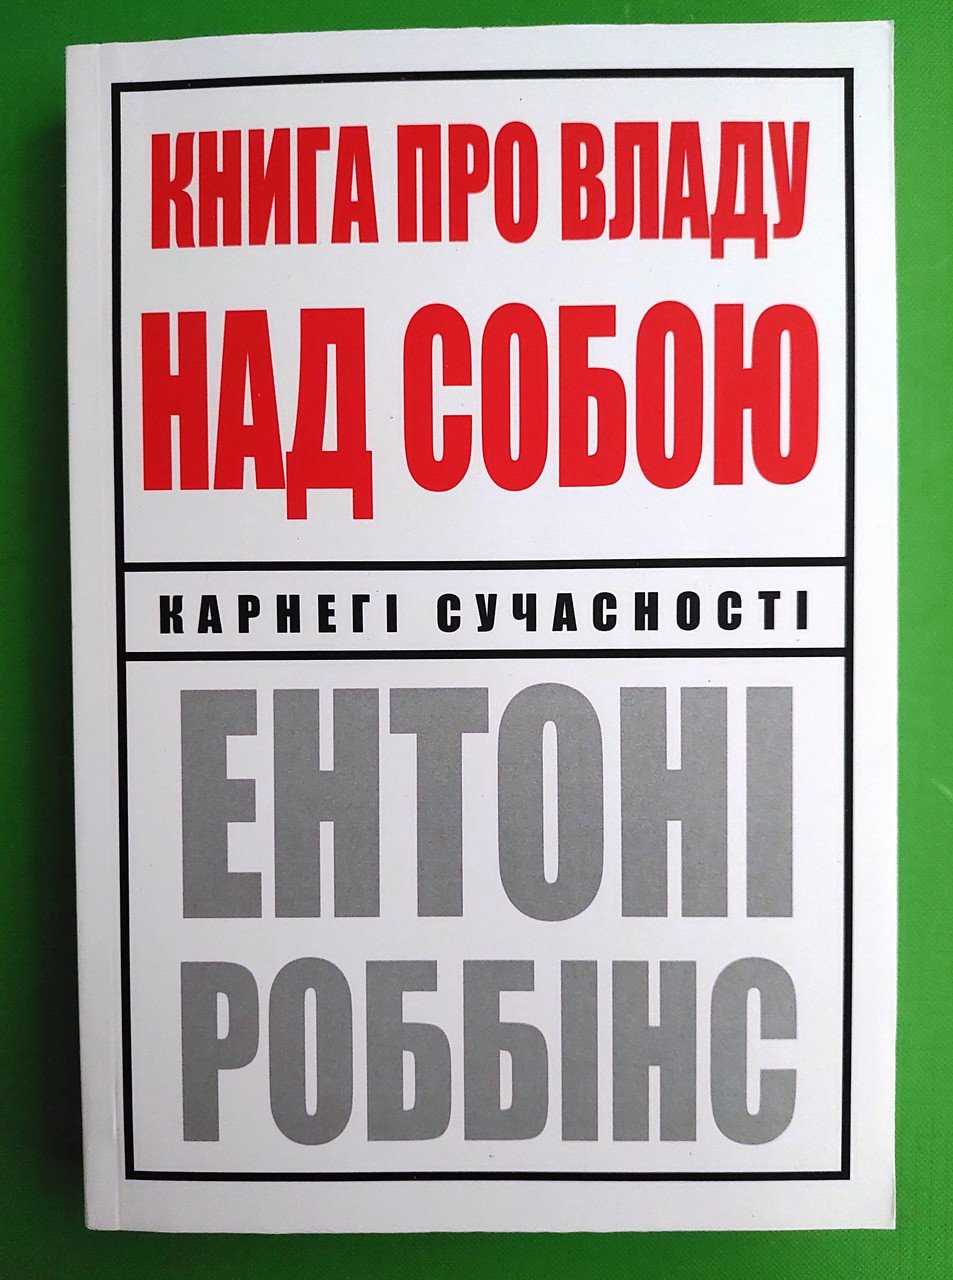 КНИГА ПРО ВЛАДУ
НАД СОБОЮ
КАРНЕГІ СУЧАСНОСТІ
ЕНТОНІ
РОББІНС